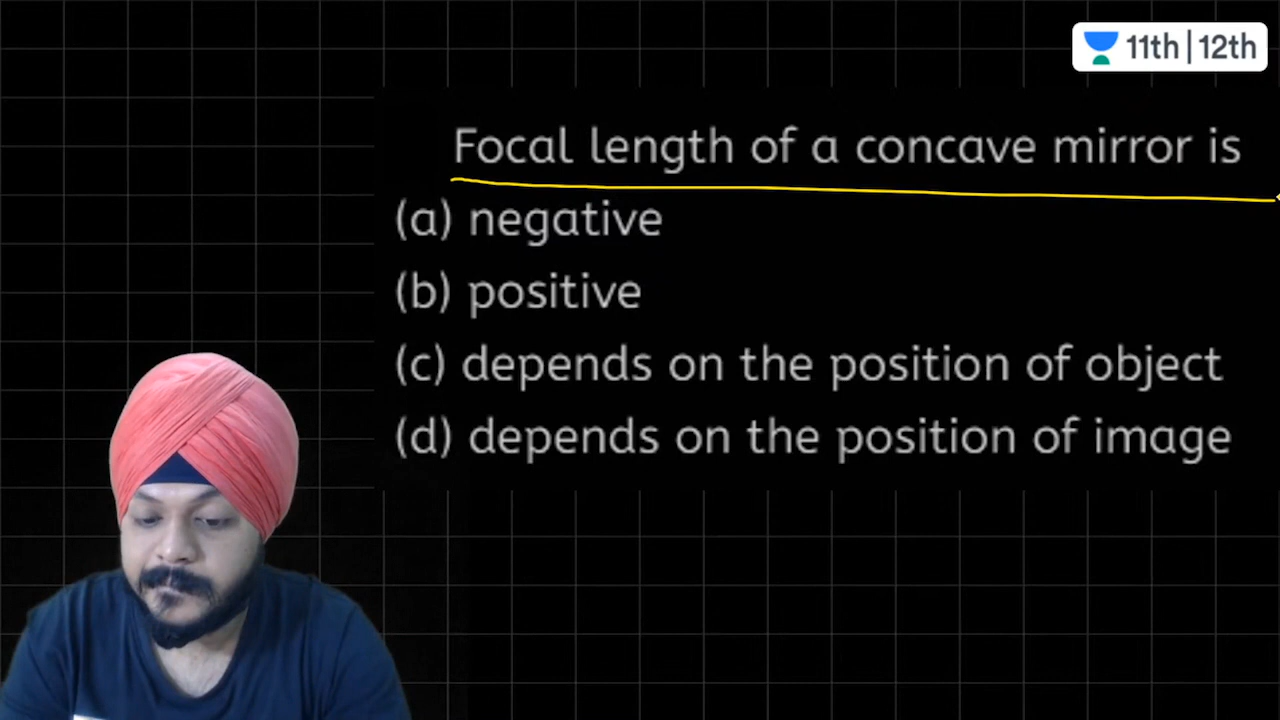 11th | 12th
Focal length of a concave mirror is
(a) negative
(b) positive
(c) depends on the position of object
(d) depends on the position of image